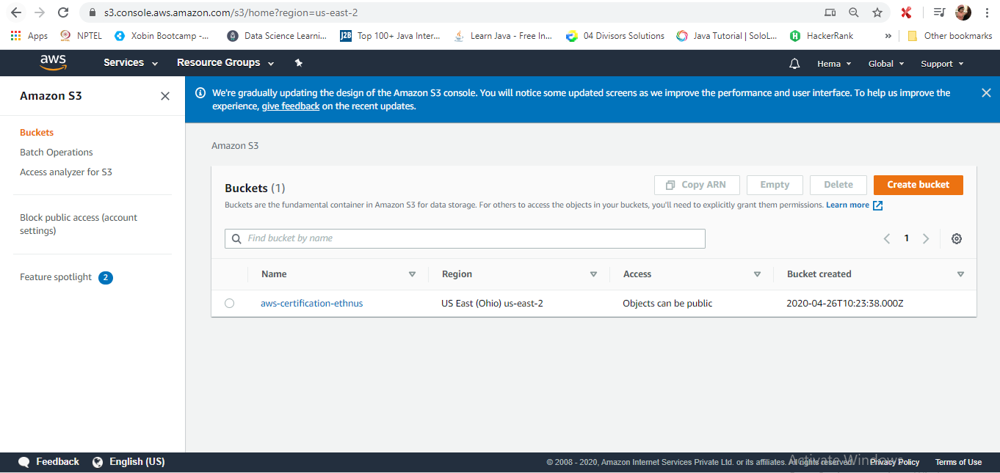 s3.console.aws.amazon.com/s3/home?region=us-east-2
Apps NPTEL Xobin Bootcamp -... Data Science Learni... J2B Top 100+ Java Inter... Learn Java - Free In... 04 Divisors Solutions Java Tutorial | SoloL... HackerRank » Other bookmarks
aws Services Resource Groups Hema Global Support
Amazon S3
We're gradually updating the design of the Amazon S3 console. You will notice some updated screens as we improve the performance and user interface. To help us improve the
experience, give feedback on the recent updates.
Buckets
Batch Operations
Access analyzer for S3
Block public access (account
settings)
Feature spotlight 2
Amazon S3
Buckets (1)
Copy ARN Empty Delete Create bucket
Buckets are the fundamental container in Amazon S3 for data storage. For others to access the objects in your buckets, you'll need to explicitly grant them permissions. Learn more
Find bucket by name
1
Name Region Access Bucket created
aws-certification-ethnus US East (Ohio) us-east-2 Objects can be public 2020-04-26T10:23:38.000Z
Activate Windows
Feedback English (US) © 2008 - 2020, Amazon Internet Services Private Ltd. or its affiliates. All rights reserved. Privacy Policy Terms of Use